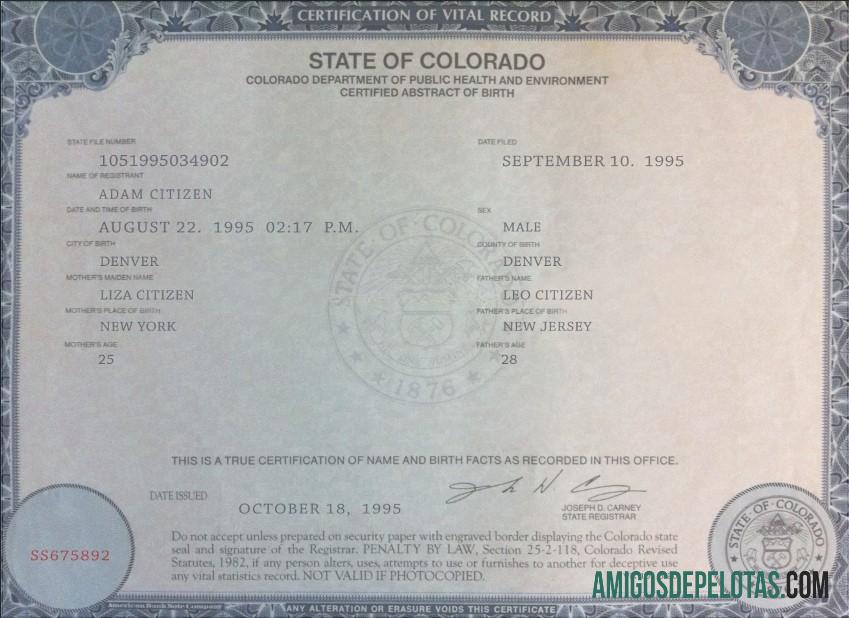 CERTIFICATION OF VITAL RECORD
STATE OF COLORADO
COLORADO DEPARTMENT OF PUBLIC HEALTH AND ENVIRONMENT
CERTIFIED ABSTRACT OF BIRTH
STATE FILE NUMBER DATE FILED
1051995034902 SEPTEMBER 10. 1995
NAME OF REGISTRANT
ADAM CITIZEN
DATE AND TIME OF BIRTH SEX
AUGUST 22. 1995 02:17 P.M. MALE
CITY OF BIRTH COUNTY OF BIRTH
DENVER DENVER
MOTHER'S MAIDEN NAME FATHER'S NAME
LIZA CITIZEN LEO CITIZEN
MOTHER'S PLACE OF BIRTH FATHER'S PLACE OF BIRTH
NEW YORK NEW JERSEY
MOTHER'S AGE FATHER'S AGE
25 28
STATE OF COLORADO
1876
THIS IS A TRUE CERTIFICATION OF NAME AND BIRTH FACTS AS RECORDED IN THIS OFFICE.
DATE ISSUED OCTOBER 18, 1995
JOSEPH D. CARNEY
STATE REGISTRAR
SS675892
Do not accept unless prepared on security paper with engraved border displaying the Colorado state
seal and signature of the Registrar. PENALTY BY LAW, Section 25-2-118, Colorado Revised
Statutes, 1982, if any person alters, uses, attempts to use or furnishes to another for deceptive use
any vital statistics record. NOT VALID IF PHOTOCOPIED.
STATE OF COLORADO
AMIGOSDEPELOTAS.COM
American Bank Note Company
ANY ALTERATION OR ERASURE VOIDS THIS CERTIFICATE